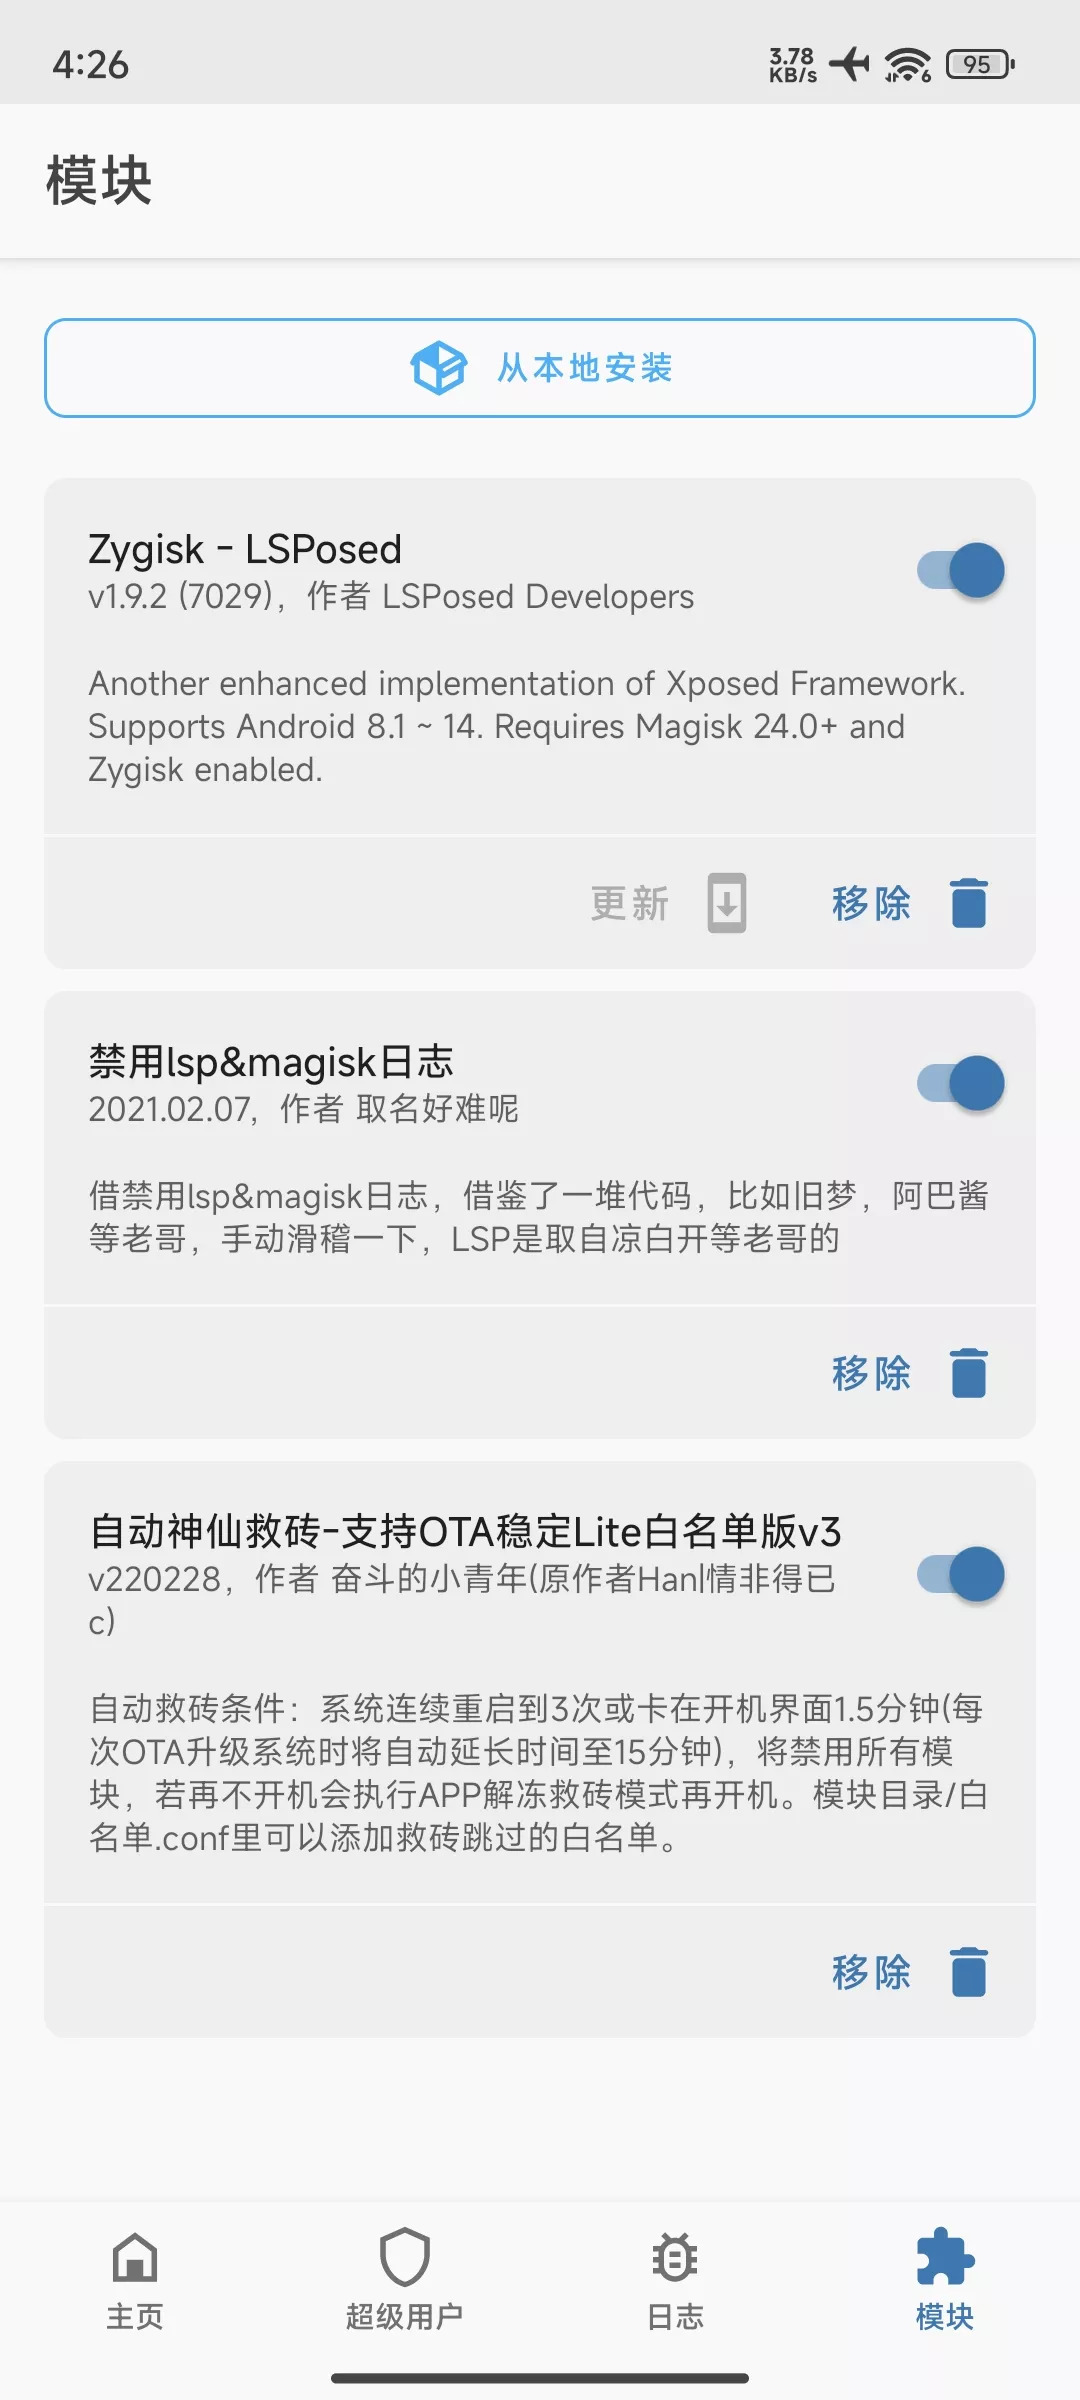 4:26
3.78
KB/s
6
95
模块
从本地安装
Zygisk - LSPosed
v1.9.2 (7029)，作者 LSPosed Developers
Another enhanced implementation of Xposed Framework.
Supports Android 8.1 ~ 14. Requires Magisk 24.0+ and
Zygisk enabled.
更新
移除
禁用lsp&magisk日志
2021.02.07，作者 取名好难呢
借禁用lsp&magisk日志，借鉴了一堆代码，比如旧梦，阿巴酱
等老哥，手动滑稽一下，LSP是取自凉白开等老哥的
移除
自动神仙救砖-支持OTA稳定Lite白名单版v3
v220228，作者 奋斗的小青年(原作者Han|情非得已
c)
自动救砖条件：系统连续重启到3次或卡在开机界面1.5分钟(每
次OTA升级系统时将自动延长时间至15分钟)，将禁用所有模
块，若再不开机会执行APP解冻救砖模式再开机。模块目录/白
名单.conf里可以添加救砖跳过的白名单。
移除
主页
超级用户
日志
模块